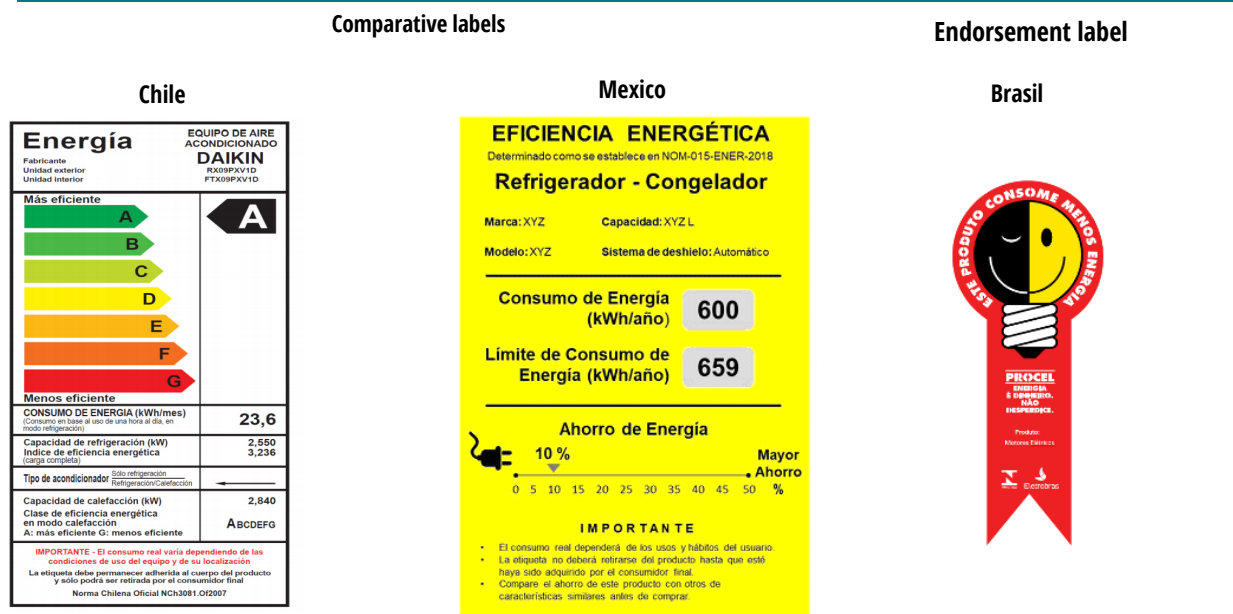 Comparative labels
Endorsement label
Chile
Mexico
Brasil
Energía
EQUIPO DE AIRE
ACONDICIONADO
DAIKIN
Fabricante
Unidad exterior
RX09PXV1D
Unidad interior
FTX09PXV1D
Más eficiente
A
A
B
C
D
E
F
G
Menos eficiente
CONSUMO DE ENERGIA (kWh/mes)
(Consumo en base al uso de una hora al día, en
modo refrigeración)
23,6
Capacidad de refrigeración (kW)
2,550
Indice de eficiencia energética
3,236
(carga completa)
Tipo de acondicionador
Sólo refrigeración
Refrigeración/Calefacción
Capacidad de calefacción (kW)
2,840
Clase de eficiencia energética
en modo calefacción
ABCDEFG
A: más eficiente G: menos eficiente
IMPORTANTE - El consumo real varia dependiendo de las
condiciones de uso del equipo y de su localización
La etiqueta debe permanecer adherida al cuerpo del producto
y sólo podrá ser retirada por el consumidor final
Norma Chilena Oficial NCh3081.Of2007
EFICIENCIA ENERGÉTICA
Determinado como se establece en NOM-015-ENER-2018
Refrigerador - Congelador
Marca: XYZ Capacidad: XYZ L
Modelo: XYZ Sistema de deshielo: Automático
Consumo de Energía
(kWh/año)
600
Límite de Consumo de
Energía (kWh/año)
659
Ahorro de Energía
10 %
Mayor
Ahorro
0 5 10 15 20 25 30 35 40 45 50 %
IMPORTANTE
• El consumo real dependerá de los usos y hábitos del usuario.
• La etiqueta no deberá retirarse del producto hasta que esté
haya sido adquirido por el consumidor final.
• Compare el ahorro de este producto con otros de
características similares antes de comprar.
ESTE PRODUTO CONSOME MENOS ENERGIA
PROCEL
ENERGIA
É DINHEIRO.
NÃO
DESPERDICE.
Produto:
Motores Elétricos
Eletrobras